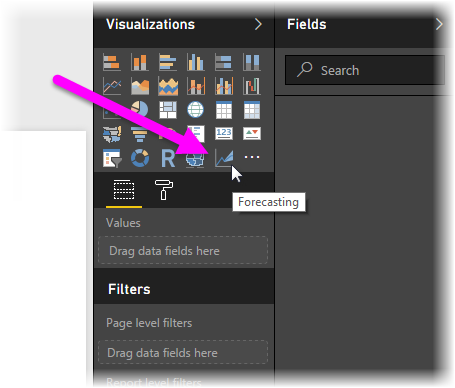 Visualizations
Fields
Search
123
R
Forecasting
Values
Drag data fields here
Filters
Page level filters
Drag data fields here
Report level filters